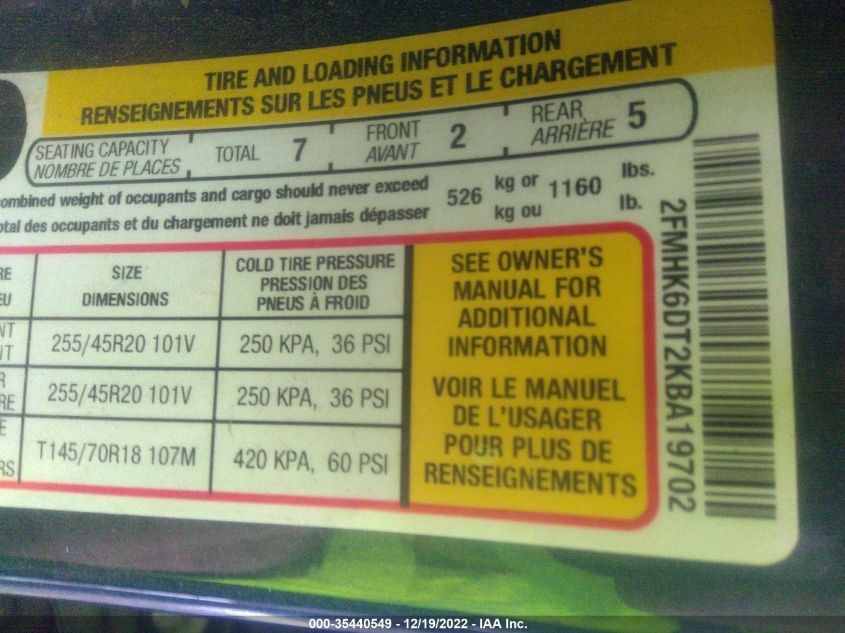 TIRE AND LOADING INFORMATION
RENSEIGNEMENTS SUR LES PNEUS ET LE CHARGEMENT
SEATING CAPACITY
NOMBRE DE PLACES
TOTAL 7
FRONT
AVANT
2
REAR
ARRIÈRE
5
combined weight of occupants and cargo should never exceed 526 kg or 1160 lbs.
total des occupants et du chargement ne doit jamais dépasser kg ou lb.
SIZE
DIMENSIONS
COLD TIRE PRESSURE
PRESSION DES
PNEUS À FROID
255/45R20 101V 250 KPA, 36 PSI
255/45R20 101V 250 KPA, 36 PSI
T145/70R18 107M 420 KPA, 60 PSI
SEE OWNER'S
MANUAL FOR
ADDITIONAL
INFORMATION
VOIR LE MANUEL
DE L'USAGER
POUR PLUS DE
RENSEIGNEMENTS
2FMHK6DT2KBA19702
000-35440549 - 12/19/2022 - IAA Inc.